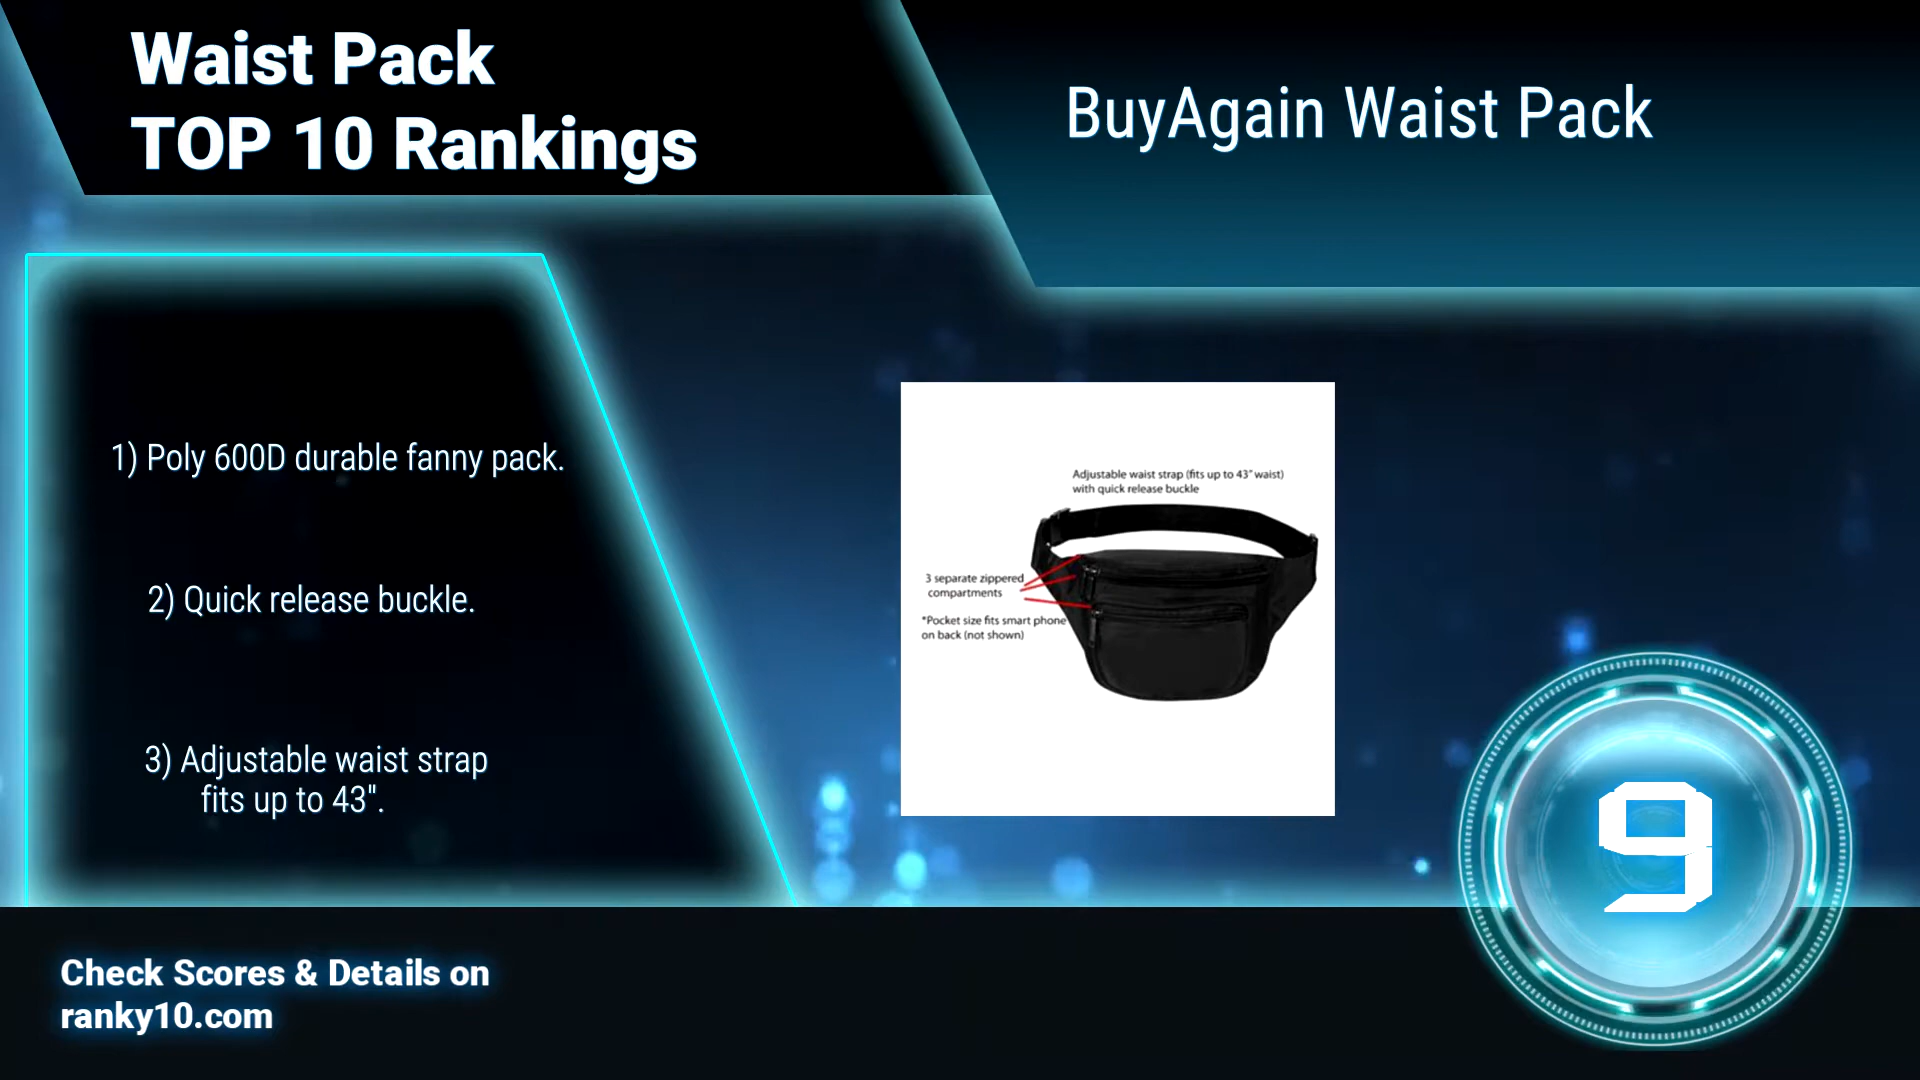 Waist Pack
TOP 10 Rankings
BuyAgain Waist Pack
1) Poly 600D durable fanny pack.
2) Quick release buckle.
3) Adjustable waist strap
fits up to 43".
Adjustable waist strap (fits up to 43" waist)
with quick release buckle
3 separate zippered
compartments
*Pocket size fits smart phone
on back (not shown)
9
Check Scores & Details on
ranky10.com